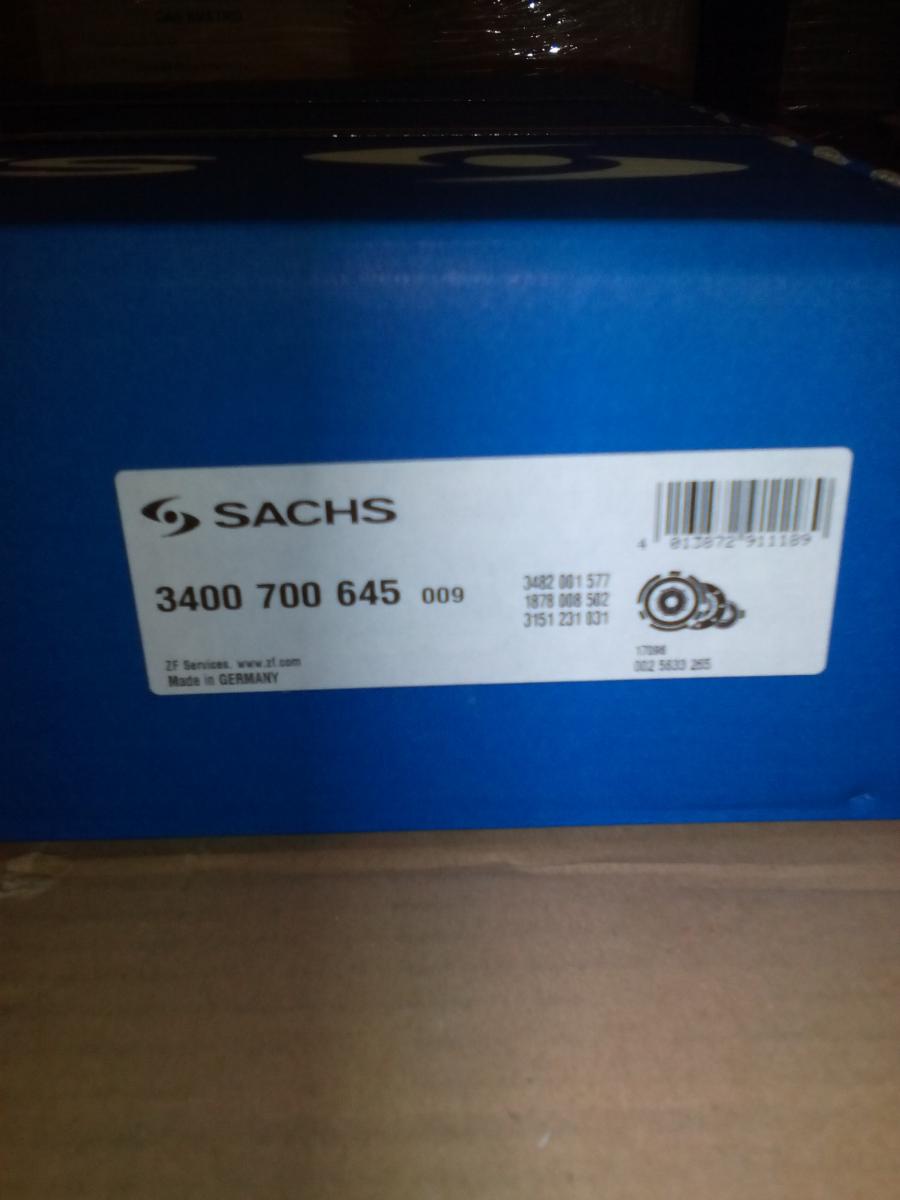 SACHS
4 013872 911189
3400 700 645 009
3482 001 577
1878 008 502
3151 231 031
17096
002 5633 265
ZF Services. www.zf.com
Made in GERMANY